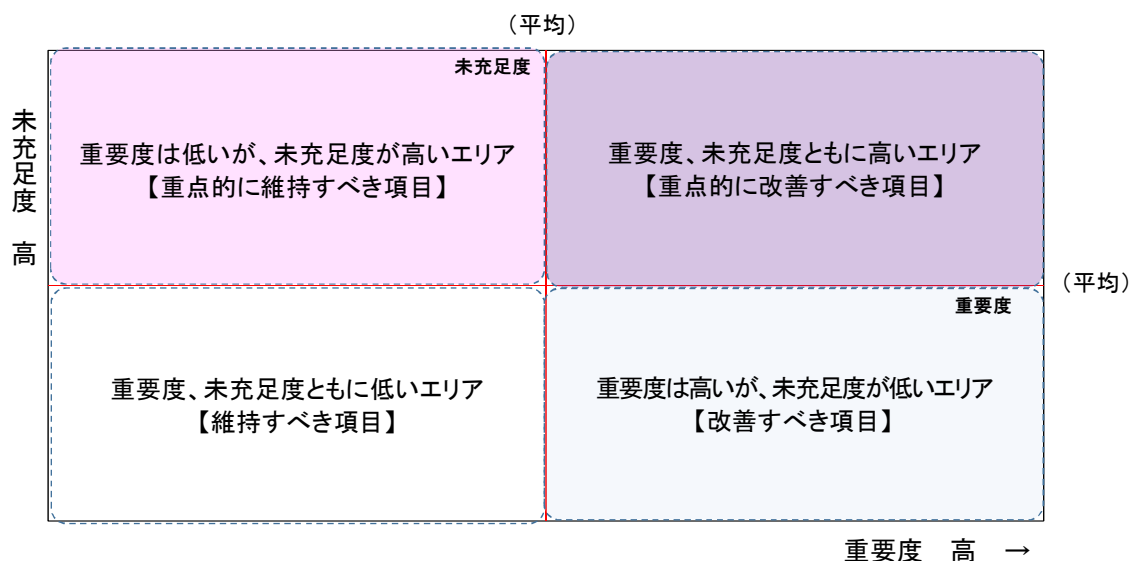 （平均）
未充足度
重要度は低いが、未充足度が高いエリア
【重点的に維持すべき項目】
重要度、未充足度ともに高いエリア
【重点的に改善すべき項目】
未充足度　高
（平均）
重要度
重要度、未充足度ともに低いエリア
【維持すべき項目】
重要度は高いが、未充足度が低いエリア
【改善すべき項目】
重要度　高　→